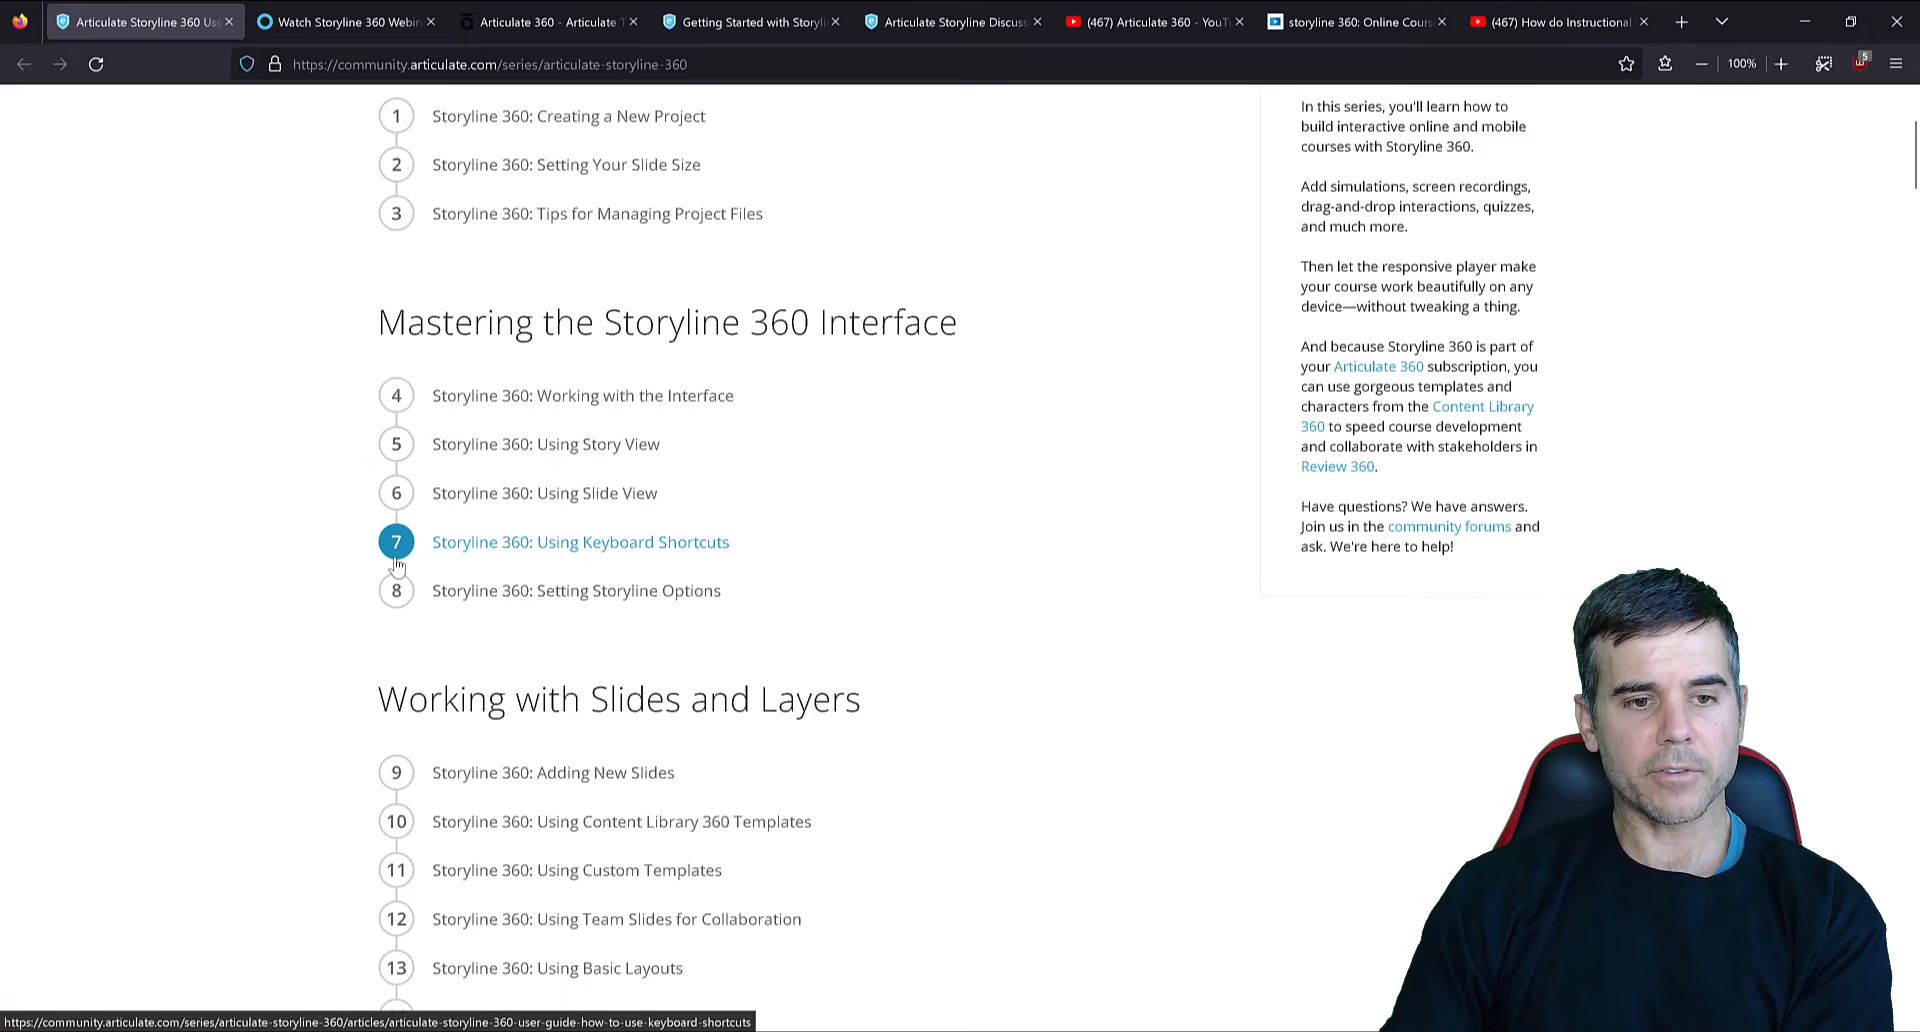 Articulate Storyline 360 Use
Watch Storyline 360 Webin
Articulate 360 - Articulate T
Getting Started with Storyli
Articulate Storyline Discuss
(467) Articulate 360 - YouTu
storyline 360: Online Cours
(467) How do Instructional
https://community.articulate.com/series/articulate-storyline-360
100%
5
1 Storyline 360: Creating a New Project
2 Storyline 360: Setting Your Slide Size
3 Storyline 360: Tips for Managing Project Files
Mastering the Storyline 360 Interface
4 Storyline 360: Working with the Interface
5 Storyline 360: Using Story View
6 Storyline 360: Using Slide View
7 Storyline 360: Using Keyboard Shortcuts
8 Storyline 360: Setting Storyline Options
Working with Slides and Layers
9 Storyline 360: Adding New Slides
10 Storyline 360: Using Content Library 360 Templates
11 Storyline 360: Using Custom Templates
12 Storyline 360: Using Team Slides for Collaboration
13 Storyline 360: Using Basic Layouts
In this series, you'll learn how to
build interactive online and mobile
courses with Storyline 360.
Add simulations, screen recordings,
drag-and-drop interactions, quizzes,
and much more.
Then let the responsive player make
your course work beautifully on any
device—without tweaking a thing.
And because Storyline 360 is part of
your Articulate 360 subscription, you
can use gorgeous templates and
characters from the Content Library
360 to speed course development
and collaborate with stakeholders in
Review 360.
Have questions? We have answers.
Join us in the community forums and
ask. We're here to help!
https://community.articulate.com/series/articulate-storyline-360/articles/articulate-storyline-360-user-guide-how-to-use-keyboard-shortcuts